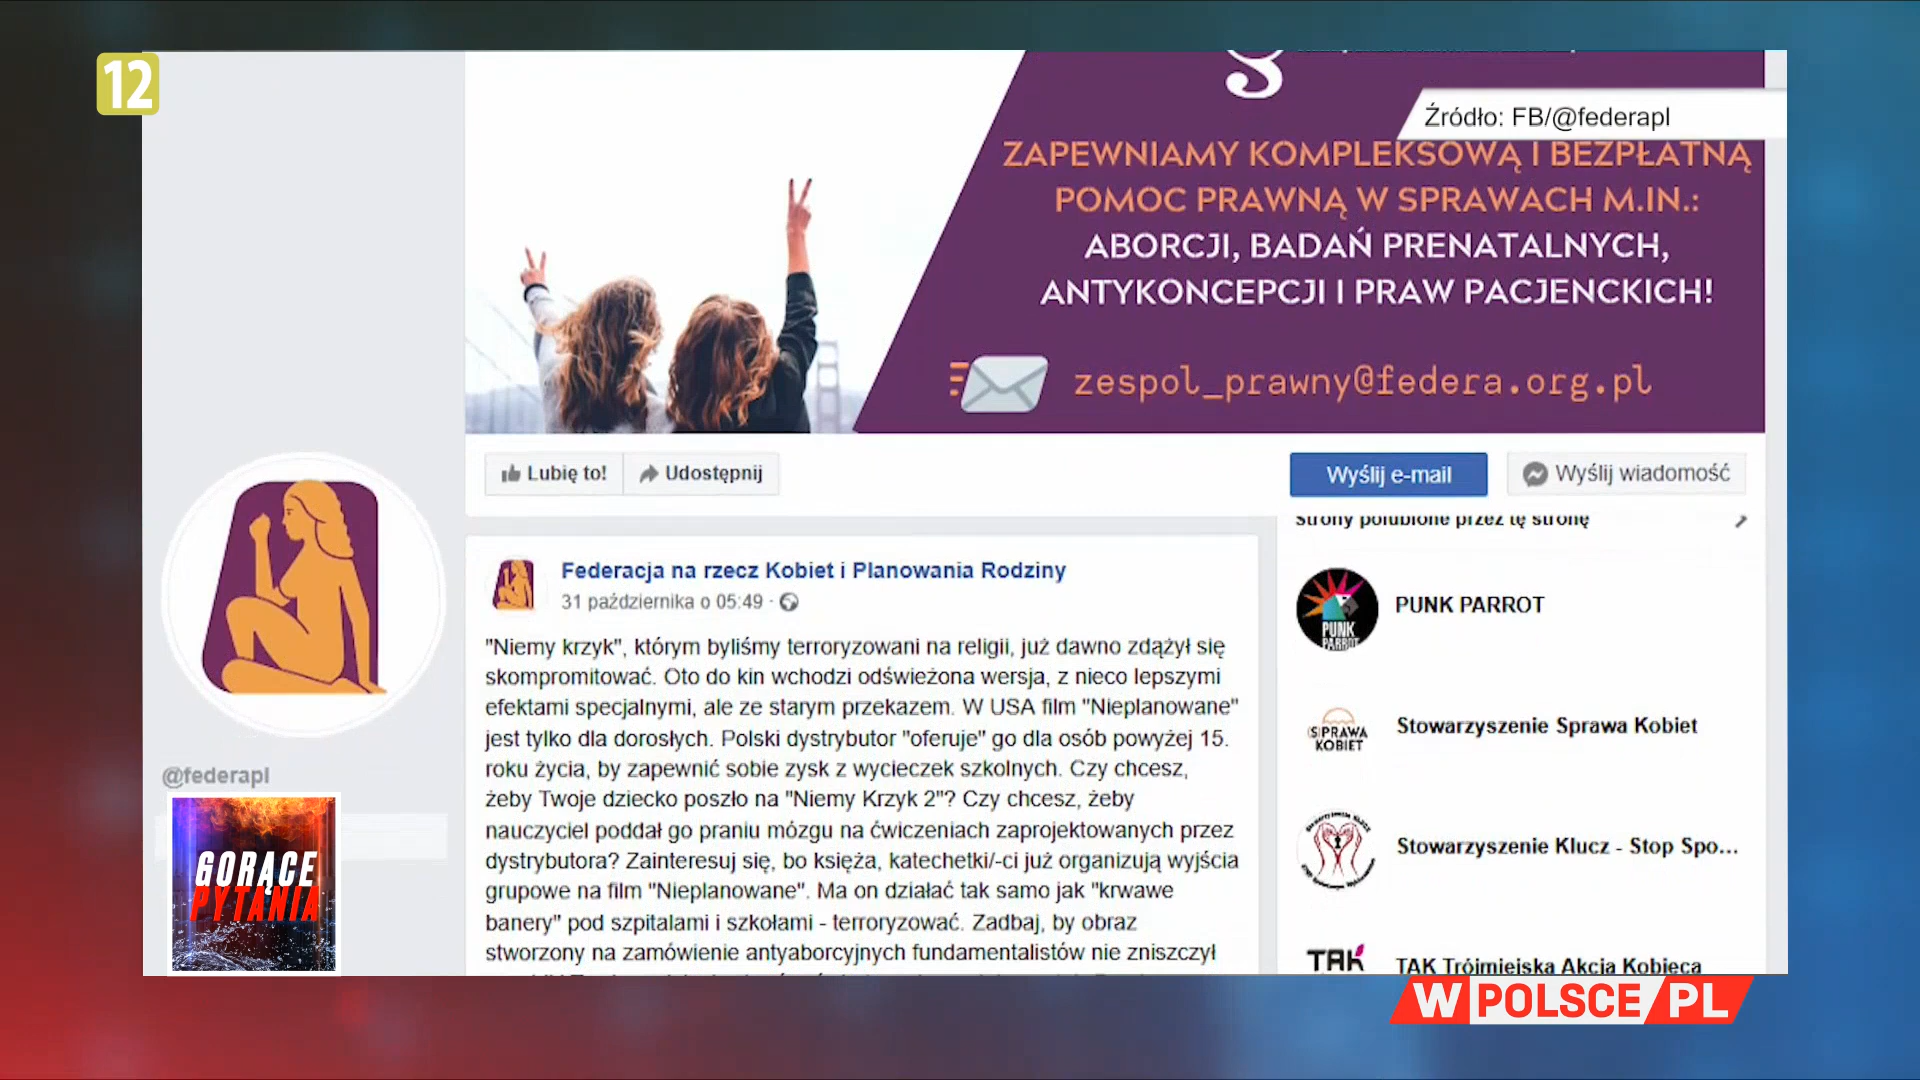 12
Źródło: FB/@federapl
ZAPEWNIAMY KOMPLEKSOWĄ I BEZPŁATNĄ
POMOC PRAWNĄ W SPRAWACH M.IN.:
ABORCJI, BADAŃ PRENATALNYCH,
ANTYKONCEPCJI I PRAW PACJENCKICH!
zespol_prawny@federa.org.pl
Lubię to!
Udostępnij
Wyślij e-mail
Wyślij wiadomość
Strony polubione przez tę stronę
Federacja na rzecz Kobiet i Planowania Rodziny
31 października o 05:49 ·
"Niemy krzyk", którym byliśmy terroryzowani na religii, już dawno zdążył się
skompromitować. Oto do kin wchodzi odświeżona wersja, z nieco lepszymi
efektami specjalnymi, ale ze starym przekazem. W USA film "Nieplanowane"
jest tylko dla dorosłych. Polski dystrybutor "oferuje" go dla osób powyżej 15.
roku życia, by zapewnić sobie zysk z wycieczek szkolnych. Czy chcesz,
żeby Twoje dziecko poszło na "Niemy Krzyk 2"? Czy chcesz, żeby
nauczyciel poddał go praniu mózgu na ćwiczeniach zaprojektowanych przez
dystrybutora? Zainteresuj się, bo księża, katechetki/-ci już organizują wyjścia
grupowe na film "Nieplanowane". Ma on działać tak samo jak "krwawe
banery" pod szpitalami i szkołami - terroryzować. Zadbaj, by obraz
stworzony na zamówienie antyaborcyjnych fundamentalistów nie zniszczył
PUNK
PARROT
PUNK PARROT
SPRAWA
KOBIET
Stowarzyszenie Sprawa Kobiet
Stowarzyszenie Klucz - Stop Spo...
TAK
TAK Trójmiejska Akcja Kobieca
@federapl
GORĄCE
PYTANIA
WPOLSCE/PL